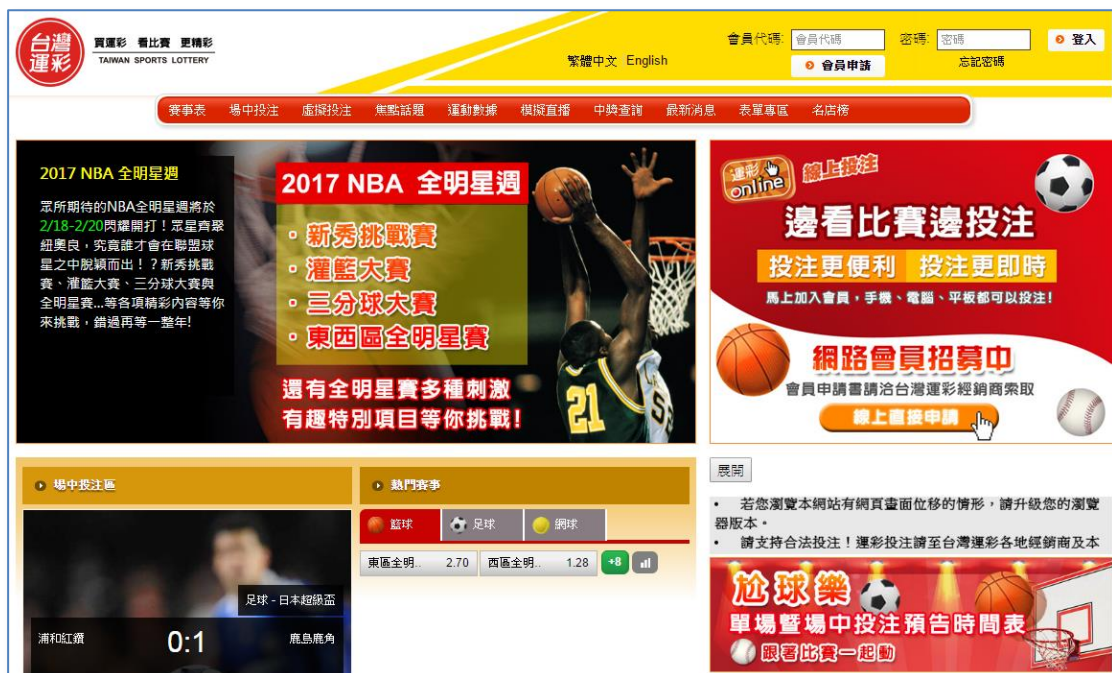 台灣
運彩
買運彩 看比賽 更精彩
TAIWAN SPORTS LOTTERY
繁體中文 English
會員代碼: 會員代碼 密碼: 密碼 登入
會員申請 忘記密碼
賽事表 場中投注 虛擬投注 焦點話題 運動數據 模擬直播 中獎查詢 最新消息 表單專區 名店榜
2017 NBA 全明星週
眾所期待的NBA全明星週將於
2/18-2/20閃耀開打！眾星齊聚
紐奧良，究竟誰才會在聯盟球
星之中脫穎而出！？新秀挑戰
賽、灌籃大賽、三分球大賽與
全明星賽...等各項精彩內容等你
來挑戰，錯過再等一整年!
2017 NBA 全明星週
• 新秀挑戰賽
• 灌籃大賽
• 三分球大賽
• 東西區全明星賽
還有全明星賽多種刺激
有趣特別項目等你挑戰!
21
運彩
online
線上投注
邊看比賽邊投注
投注更便利 投注更即時
馬上加入會員，手機、電腦、平板都可以投注!
網路會員招募中
會員申請書請洽台灣運彩經銷商索取
線上直接申請
場中投注區
足球 - 日本超級盃
浦和紅鑽 0:1 鹿島鹿角
熱門賽事
籃球 足球 網球
東區全明.. 2.70 西區全明.. 1.28 +8
展開
• 若您瀏覽本網站有網頁畫面位移的情形，請升級您的瀏覽
器版本。
• 請支持合法投注！運彩投注請至台灣運彩各地經銷商及本
尬球樂
單場暨場中投注預告時間表
跟著比賽一起動